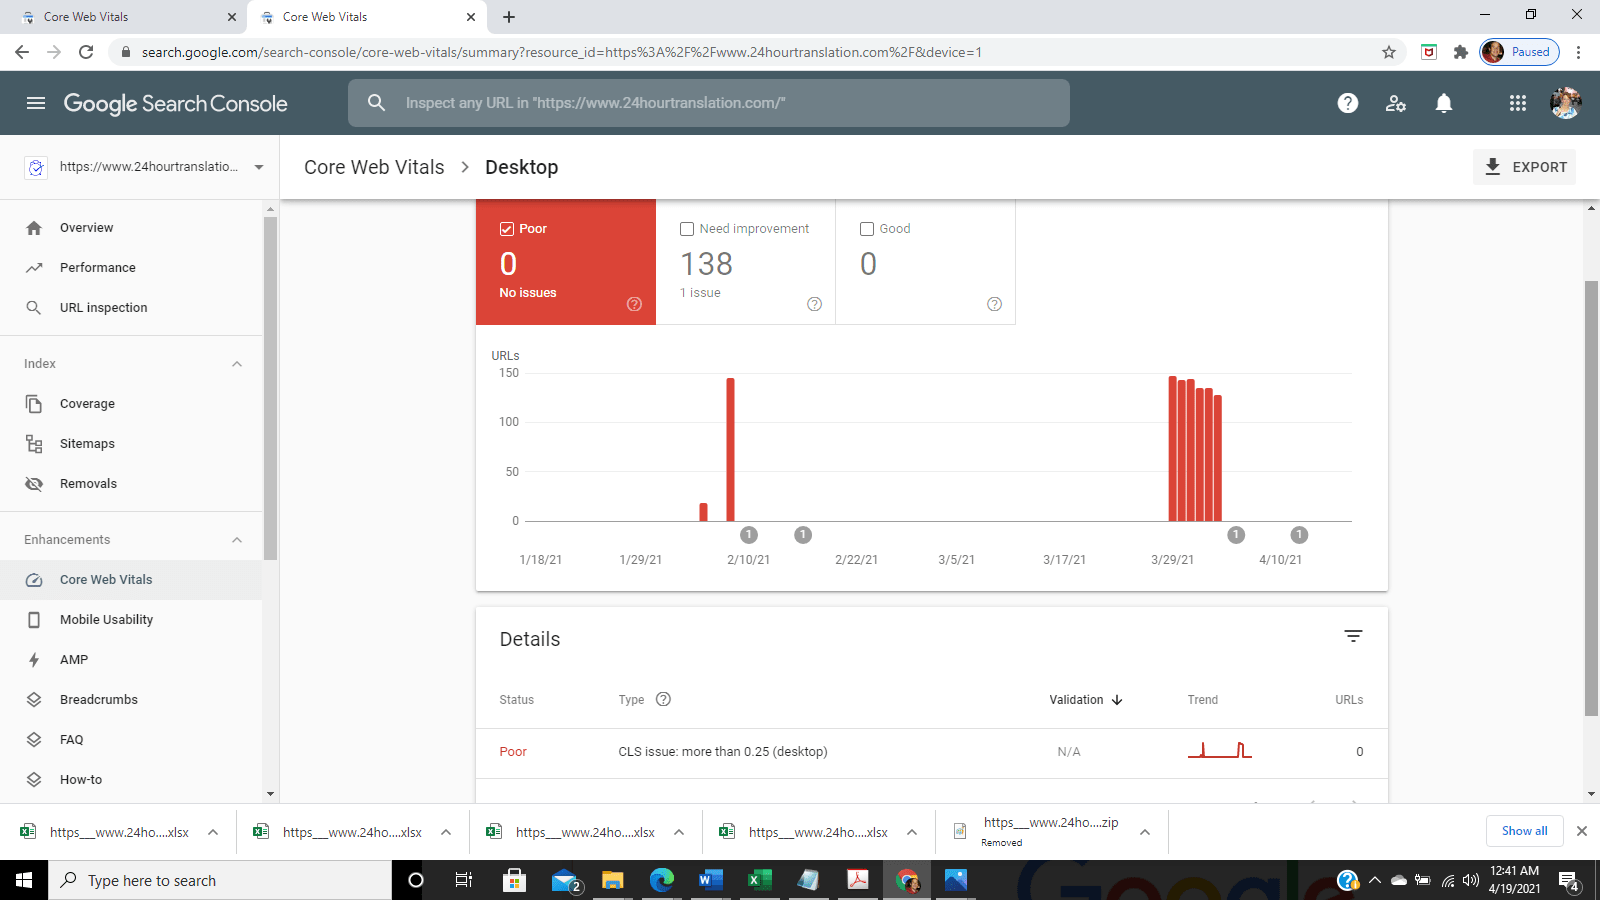 Core Web Vitals
Core Web Vitals
search.google.com/search-console/core-web-vitals/summary?resource_id=https%3A%2F%2Fwww.24hourtranslation.com%2F&device=1
Paused
Google Search Console
Inspect any URL in "https://www.24hourtranslation.com/"
https://www.24hourtranslatio...
Core Web Vitals > Desktop
EXPORT
Overview
Performance
URL inspection
Index
Coverage
Sitemaps
Removals
Enhancements
Core Web Vitals
Mobile Usability
AMP
Breadcrumbs
FAQ
How-to
Poor
0
No issues
Need improvement
138
1 issue
Good
0
URLs
150
100
50
0
1 1 1 1
1/18/21 1/29/21 2/10/21 2/22/21 3/5/21 3/17/21 3/29/21 4/10/21
Details
Status Type Validation Trend URLs
Poor CLS issue: more than 0.25 (desktop) N/A 0
https___www.24ho....xlsx
https___www.24ho....xlsx
https___www.24ho....xlsx
https___www.24ho....xlsx
https___www.24ho....zip
Removed
Show all
Type here to search
2
12:41 AM
4/19/2021
4